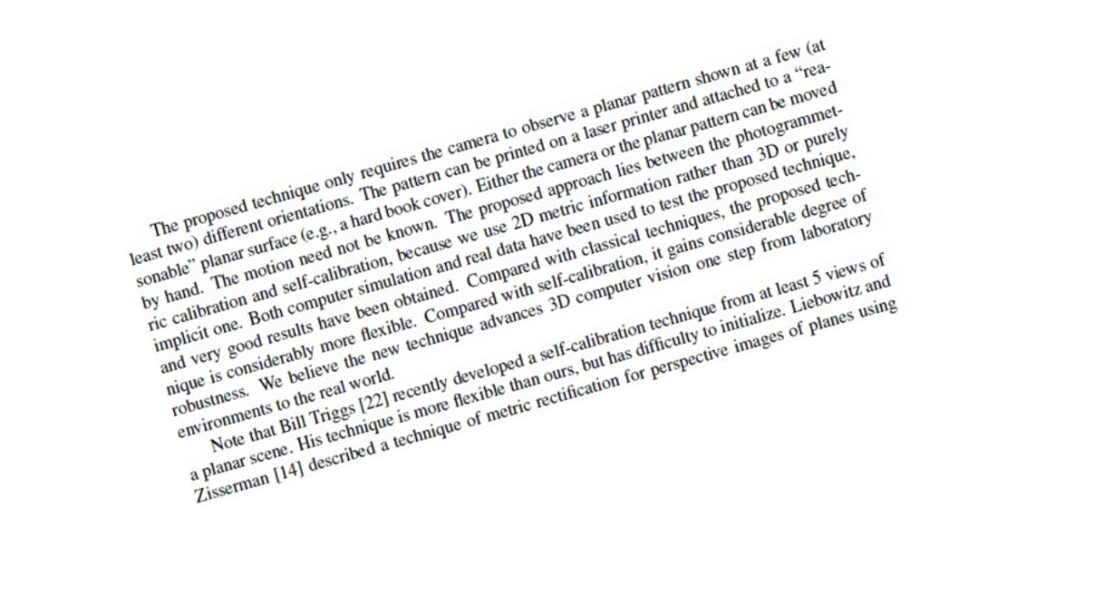 The proposed technique only requires the camera to observe a planar pattern shown at a few (at
least two) different orientations. The pattern can be printed on a laser printer and attached to a “rea-
sonable” planar surface (e.g., a hard book cover). Either the camera or the planar pattern can be moved
by hand. The motion need not be known. The proposed approach lies between the photogrammet-
ric calibration and self-calibration, because we use 2D metric information rather than 3D or purely
implicit one. Both computer simulation and real data have been used to test the proposed technique,
and very good results have been obtained. Compared with classical techniques, the proposed tech-
nique is considerably more flexible. Compared with self-calibration, it gains considerable degree of
robustness. We believe the new technique advances 3D computer vision one step from laboratory
environments to the real world.
Note that Bill Triggs [22] recently developed a self-calibration technique from at least 5 views of
a planar scene. His technique is more flexible than ours, but has difficulty to initialize. Liebowitz and
Zisserman [14] described a technique of metric rectification for perspective images of planes using